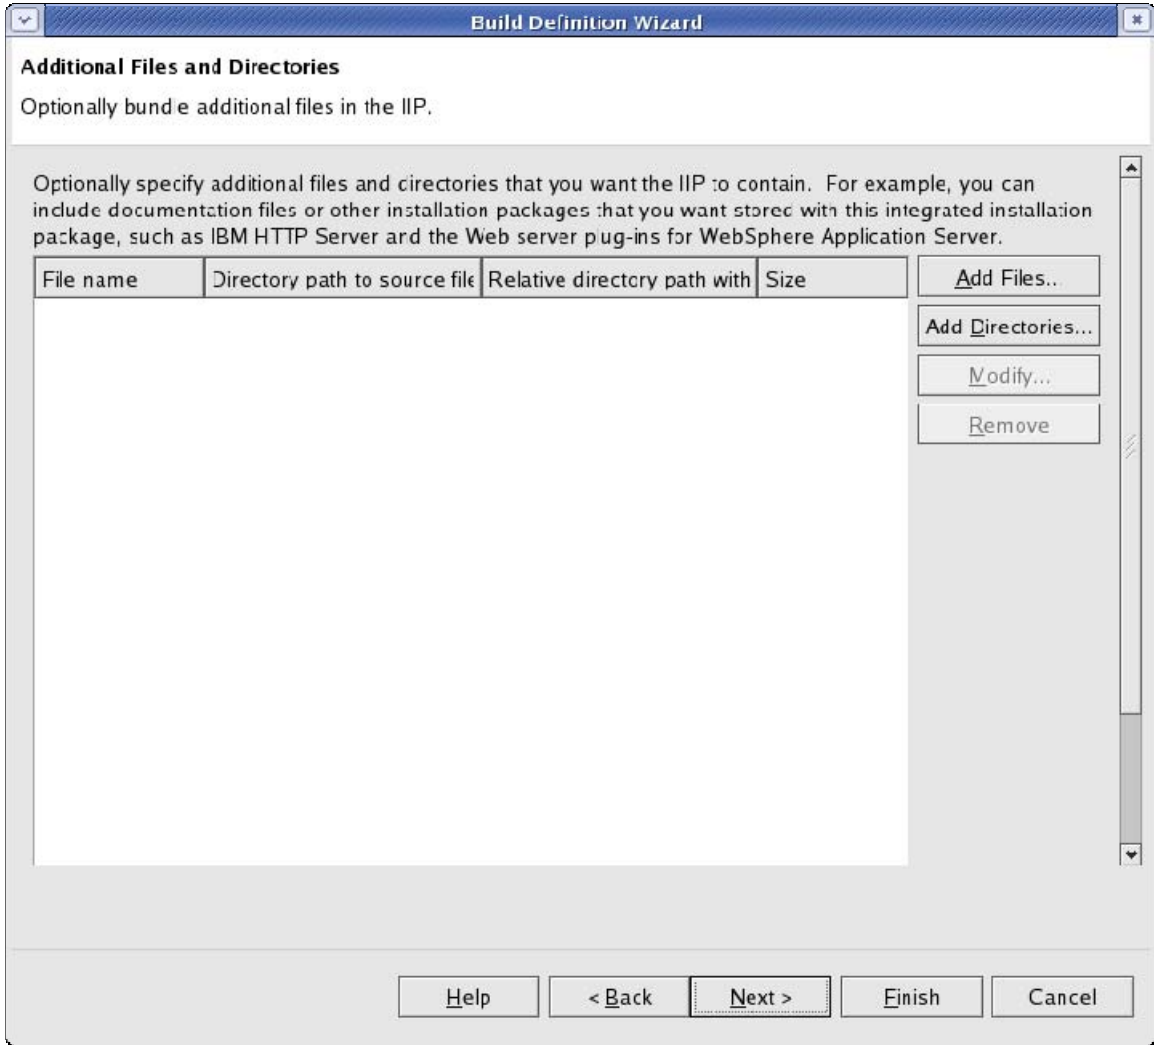 Build Definition Wizard
Additional Files and Directories
Optionally bundle additional files in the IIP.
Optionally specify additional files and directories that you want the IIP to contain. For example, you can
include documentation files or other installation packages that you want stored with this integrated installation
package, such as IBM HTTP Server and the Web server plug-ins for WebSphere Application Server.
File name Directory path to source file Relative directory path with Size
Add Files..
Add Directories...
Modify...
Remove
Help < Back Next > Finish Cancel